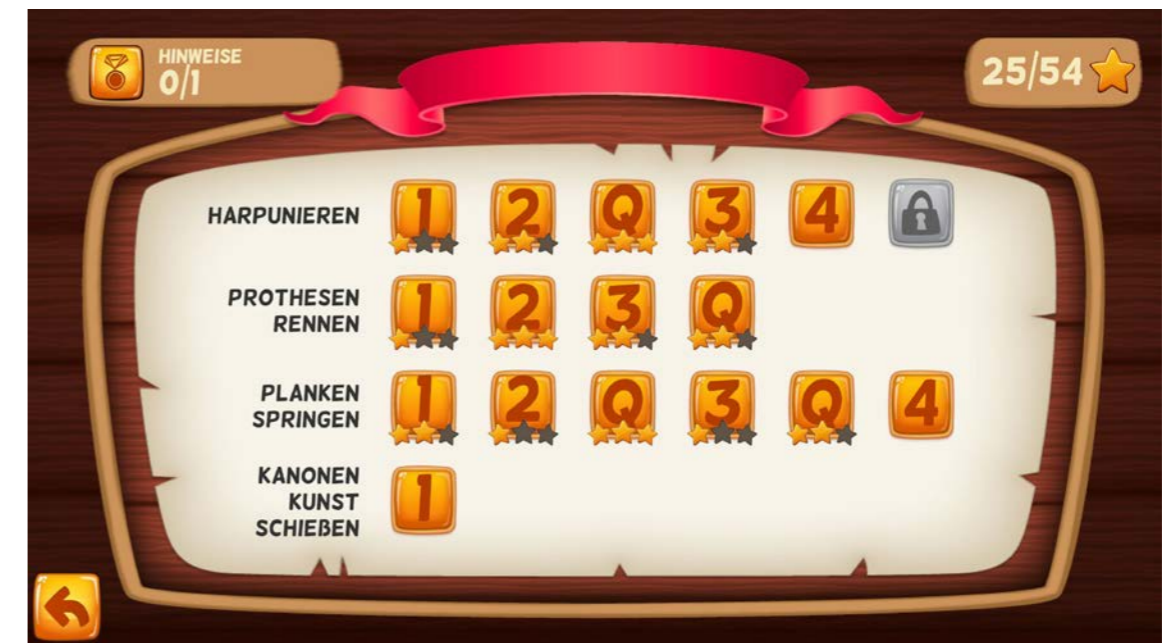 HINWEISE
0/1
25/54
HARPUNIEREN 1 2 Q 3 4
PROTHESEN
RENNEN
1 2 3 Q
PLANKEN
SPRINGEN
1 2 Q 3 Q 4
KANONEN
KUNST
SCHIEßEN
1